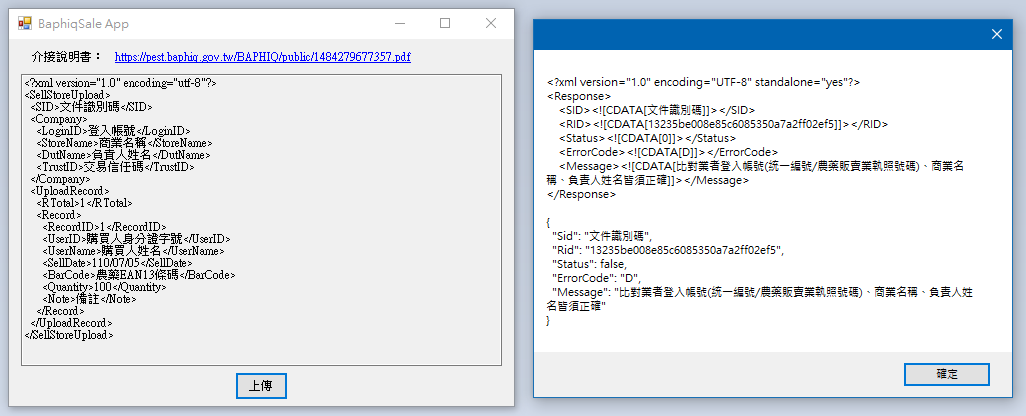 BaphiqSale App
介接說明書： https://pest.baphiq.gov.tw/BAPHIQ/public/1484279677357.pdf
<?xml version="1.0" encoding="utf-8"?>
<SellStoreUpload>
<SID>文件識別碼</SID>
<Company>
<LoginID>登入帳號</LoginID>
<StoreName>商業名稱</StoreName>
<DutName>負責人姓名</DutName>
<TrustID>交易信任碼</TrustID>
</Company>
<UploadRecord>
<RTotal>1</RTotal>
<Record>
<RecordID>1</RecordID>
<UserID>購買人身分證字號</UserID>
<UserName>購買人姓名</UserName>
<SellDate>110/07/05</SellDate>
<BarCode>農藥EAN13條碼</BarCode>
<Quantity>100</Quantity>
<Note>備註</Note>
</Record>
</UploadRecord>
</SellStoreUpload>
上傳
<?xml version="1.0" encoding="UTF-8" standalone="yes"?>
<Response>
<SID><![CDATA[文件識別碼]]></SID>
<RID><![CDATA[13235be008e85c6085350a7a2ff02ef5]]></RID>
<Status><![CDATA[0]]></Status>
<ErrorCode><![CDATA[D]]></ErrorCode>
<Message><![CDATA[比對業者登入帳號(統一編號/農藥販賣業執照號碼)、商業名
稱、負責人姓名皆須正確]]></Message>
</Response>
{
"Sid": "文件識別碼",
"Rid": "13235be008e85c6085350a7a2ff02ef5",
"Status": false,
"ErrorCode": "D",
"Message": "比對業者登入帳號(統一編號/農藥販賣業執照號碼)、商業名稱、負責人姓
名皆須正確"
}
確定